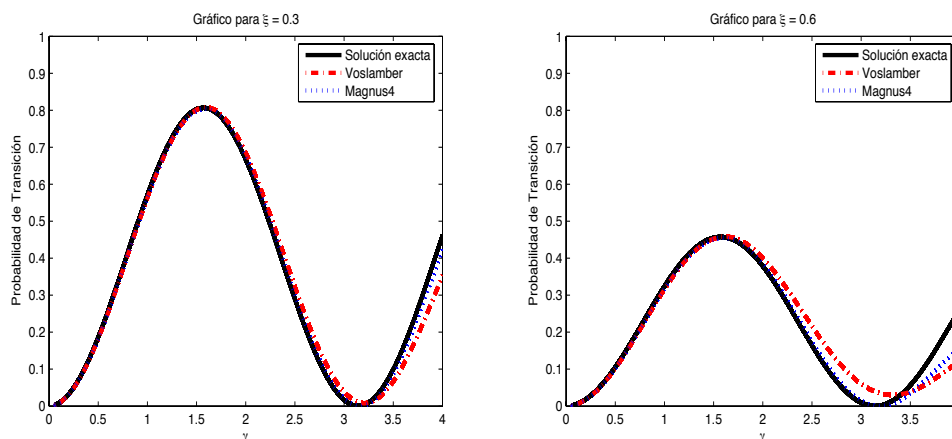 Gráfico para ξ = 0.3
Probabilidad de Transición
1
0.9
0.8
0.7
0.6
0.5
0.4
0.3
0.2
0.1
0
Solución exacta
Voslamber
Magnus4
0 0.5 1 1.5 2 2.5 3 3.5 4
γ
Gráfico para ξ = 0.6
Probabilidad de Transición
1
0.9
0.8
0.7
0.6
0.5
0.4
0.3
0.2
0.1
0
Solución exacta
Voslamber
Magnus4
0 0.5 1 1.5 2 2.5 3 3.5
γ